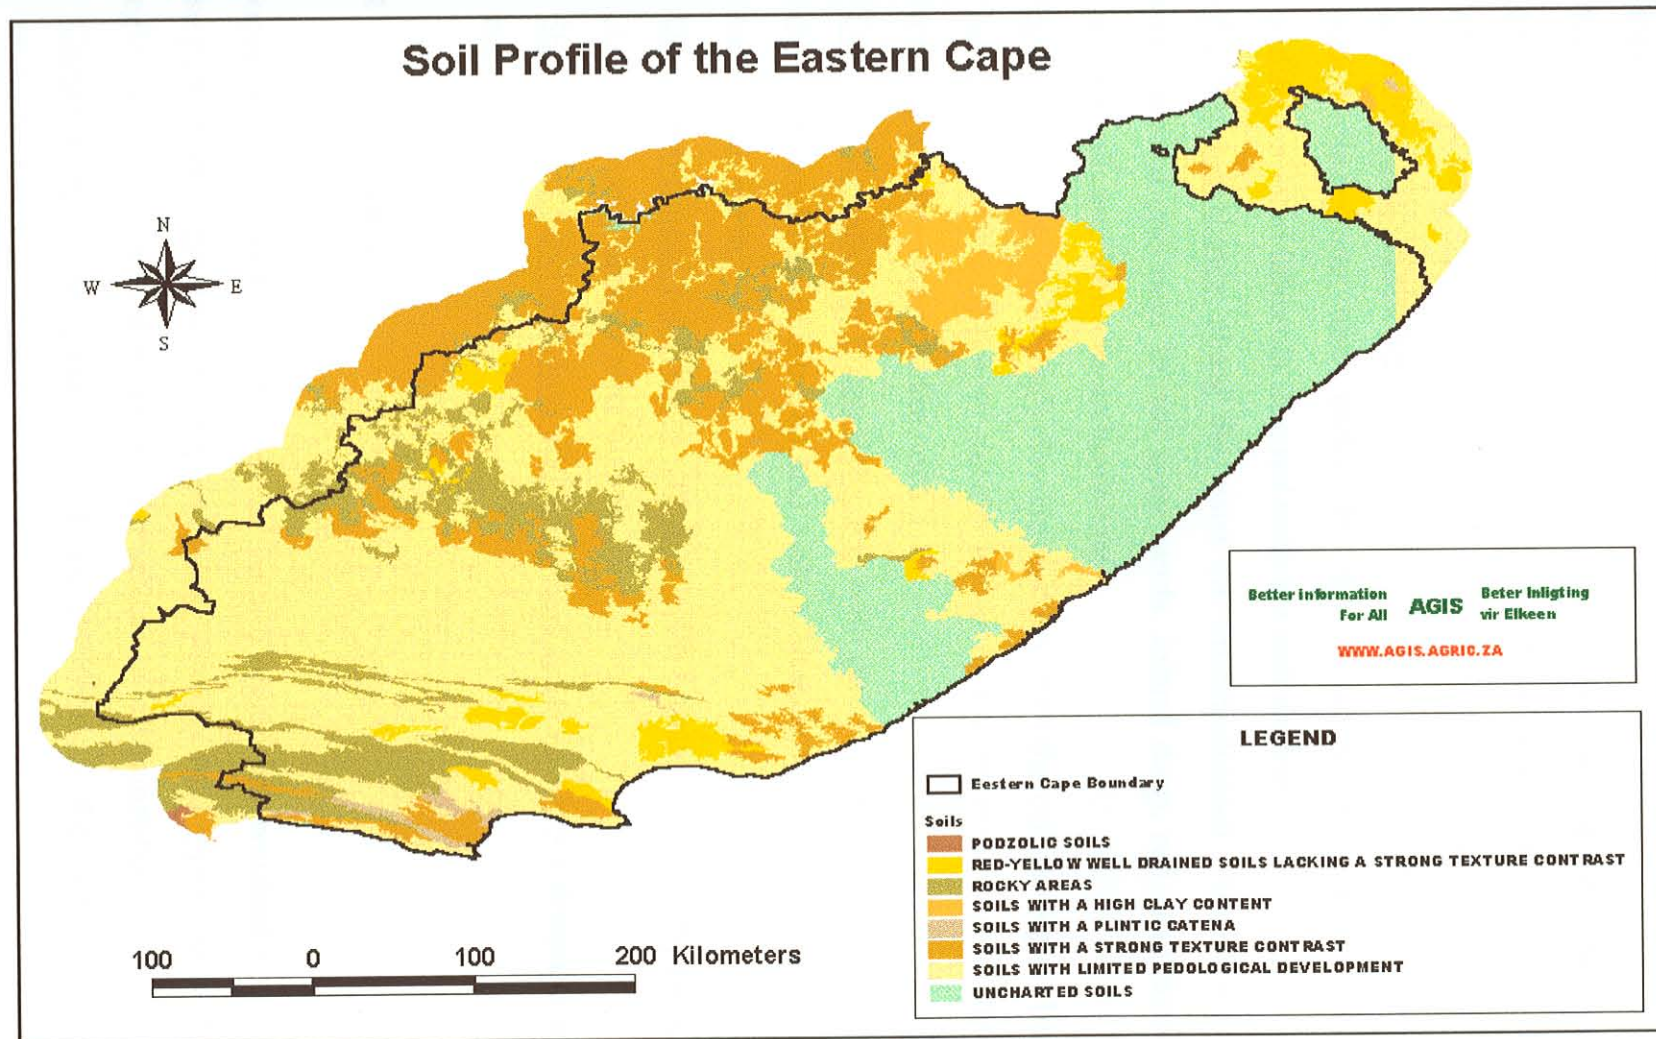 Soil Profile of the Eastern Cape
N
W E
S
Better information For All AGIS Beter Inligting vir Elkeen
WWW.AGIS.AGRIC.ZA
LEGEND
Eestern Cape Boundary
Soils
PODZOLIC SOILS
RED-YELLOW WELL DRAINED SOILS LACKING A STRONG TEXTURE CONTRAST
ROCKY AREAS
SOILS WITH A HIGH CLAY CONTENT
SOILS WITH A PLINTIC CATENA
SOILS WITH A STRONG TEXTURE CONTRAST
SOILS WITH LIMITED PEDOLOGICAL DEVELOPMENT
UNCHARTED SOILS
100 0 100 200 Kilometers